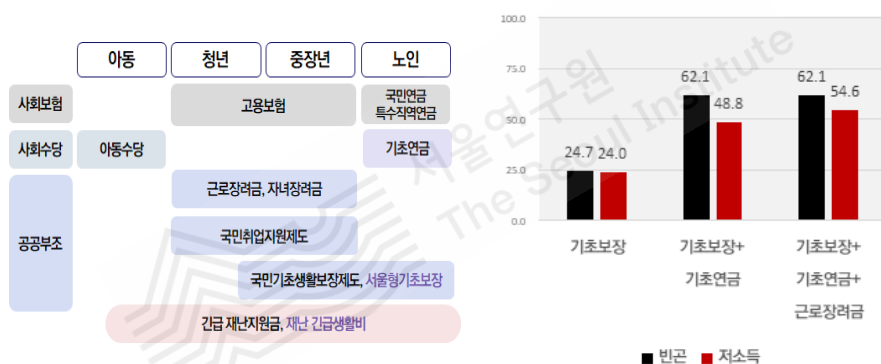 아동 청년 중장년 노인
사회보험 고용보험 국민연금
특수직역연금
사회수당 아동수당 기초연금
공공부조 근로장려금, 자녀장려금
국민취업지원제도
국민기초생활보장제도, 서울형기초보장
긴급 재난지원금, 재난 긴급생활비
100.0
75.0
50.0
25.0
0.0
24.7 24.0
62.1 48.8
62.1 54.6
기초보장
기초보장+
기초연금
기초보장+
기초연금+
근로장려금
빈곤 저소득
서울연구원
The Seoul Institute